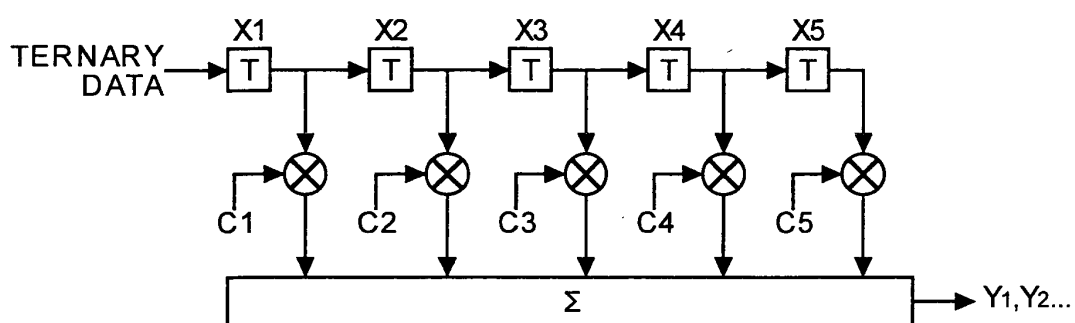 X1 X2 X3 X4 X5
TERNARY
DATA
T T T T T
C1 C2 C3 C4 C5
Σ
Y1,Y2...